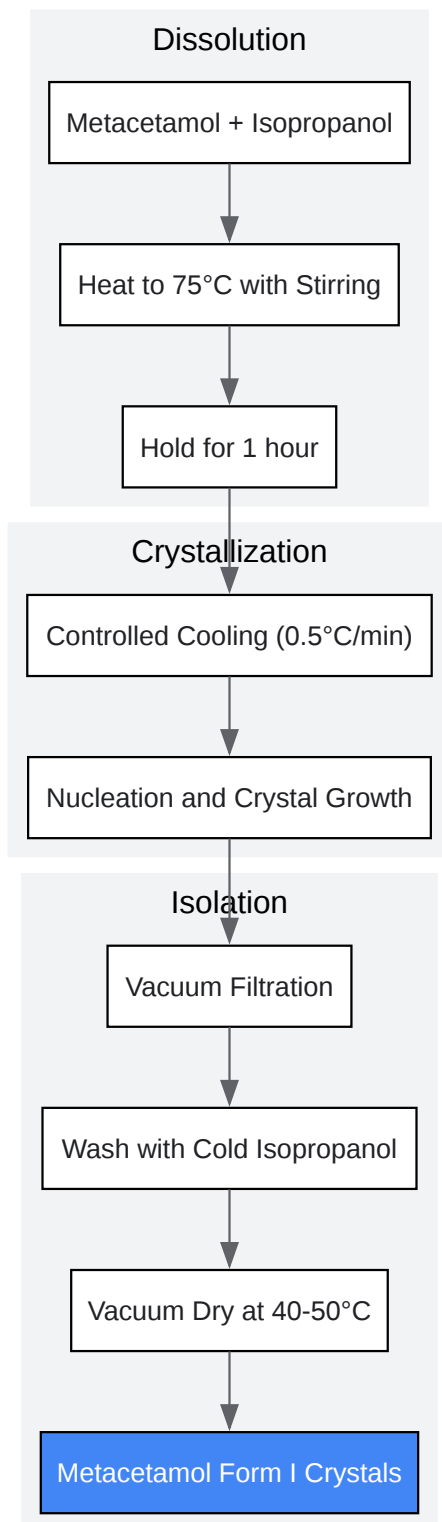 Dissolution
Metacetamol + Isopropanol
Heat to 75°C with Stirring
Hold for 1 hour
Crystallization
Controlled Cooling (0.5°C/min)
Nucleation and Crystal Growth
Isolation
Vacuum Filtration
Wash with Cold Isopropanol
Vacuum Dry at 40-50°C
Metacetamol Form I Crystals